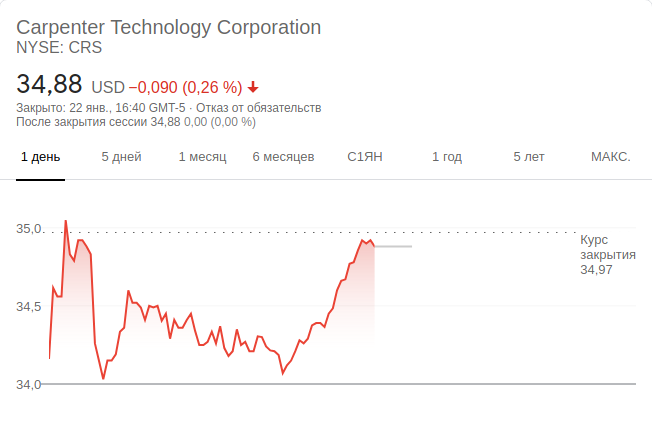 Carpenter Technology Corporation
NYSE: CRS
34,88 USD −0,090 (0,26 %)
Закрыто: 22 янв., 16:40 GMT-5 · Отказ от обязательств
После закрытия сессии 34,88 0,00 (0,00 %)
1 день 5 дней 1 месяц 6 месяцев С1ЯН 1 год 5 лет МАКС.
35,0
Курс
закрытия
34,97
34,5
34,0